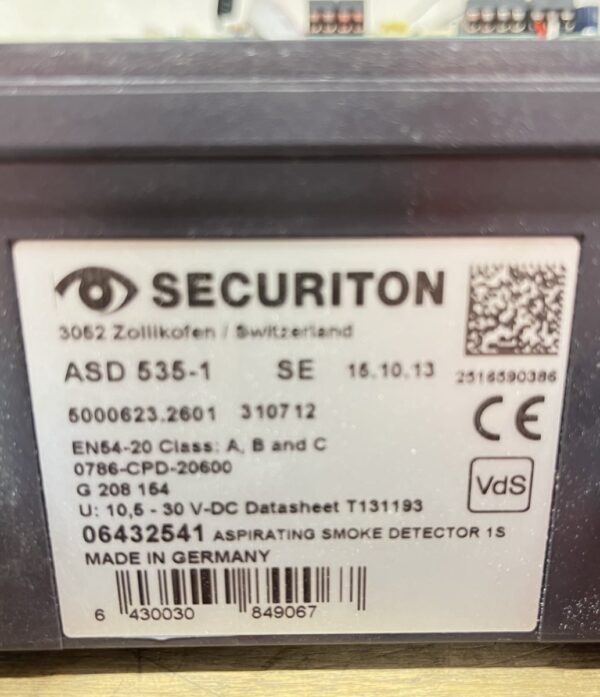 SECURITON
3052 Zollikofen / Switzerland
ASD 535-1 SE 15.10.13 2516590386
5000623.2601 310712
EN54-20 Class: A, B and C
0786-CPD-20600
G 208 154
U: 10,5 - 30 V-DC Datasheet T131193
06432541 ASPIRATING SMOKE DETECTOR 1S
MADE IN GERMANY
6 430030 849067
CE
VdS